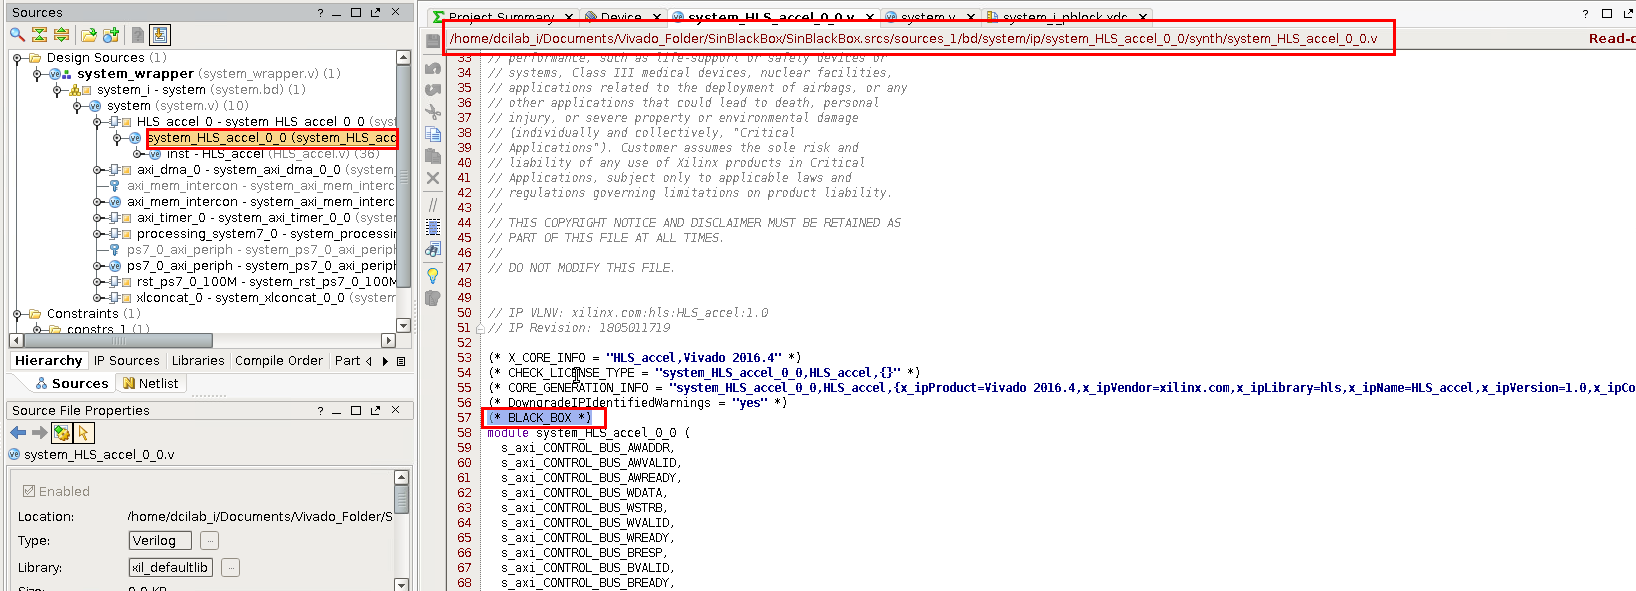 Sources
Design Sources (1)
system_wrapper (system_wrapper.v) (1)
system_i - system (system.bd) (1)
system (system.v) (10)
HLS_accel_0 - system_HLS_accel_0_0 (syst
system_HLS_accel_0_0 (system_HLS_acc
inst - HLS_accel (HLS_accel.v) (36)
axi_dma_0 - system_axi_dma_0_0 (system_
axi_mem_intercon - system_axi_mem_interc
axi_mem_intercon - system_axi_mem_interc
axi_timer_0 - system_axi_timer_0_0 (system
processing_system7_0 - system_processin
ps7_0_axi_periph - system_ps7_0_axi_periph
ps7_0_axi_periph - system_ps7_0_axi_periph
rst_ps7_0_100M - system_rst_ps7_0_100M
xlconcat_0 - system_xlconcat_0_0 (system
Constraints (1)
constrs_1 (1)
Hierarchy IP Sources Libraries Compile Order Part
Sources Netlist
Source File Properties
system_HLS_accel_0_0.v
Enabled
Location: /home/dcilab_i/Documents/Vivado_Folder/S
Type: Verilog
Library: xil_defaultlib
Size: 9.9 KB
Project Summary Device system_HLS_accel_0_0.v system.v system_i_pblock.xdc
/home/dcilab_i/Documents/Vivado_Folder/SinBlackBox/SinBlackBox.srcs/sources_1/bd/system/ip/system_HLS_accel_0_0/synth/system_HLS_accel_0_0.v Read-o
33 // performance, such as life-support or safety devices or
34 // systems, Class III medical devices, nuclear facilities,
35 // applications related to the deployment of airbags, or any
36 // other applications that could lead to death, personal
37 // injury, or severe property or environmental damage
38 // (individually and collectively, "Critical
39 // Applications"). Customer assumes the sole risk and
40 // liability of any use of Xilinx products in Critical
41 // Applications, subject only to applicable laws and
42 // regulations governing limitations on product liability.
43 //
44 // THIS COPYRIGHT NOTICE AND DISCLAIMER MUST BE RETAINED AS
45 // PART OF THIS FILE AT ALL TIMES.
46 //
47 // DO NOT MODIFY THIS FILE.
48
49
50 // IP VLNV: xilinx.com:hls:HLS_accel:1.0
51 // IP Revision: 1805011719
52
53 (* X_CORE_INFO = "HLS_accel,Vivado 2016.4" *)
54 (* CHECK_LICENSE_TYPE = "system_HLS_accel_0_0,HLS_accel,{}" *)
55 (* CORE_GENERATION_INFO = "system_HLS_accel_0_0,HLS_accel,{x_ipProduct=Vivado 2016.4,x_ipVendor=xilinx.com,x_ipLibrary=hls,x_ipName=HLS_accel,x_ipVersion=1.0,x_ipCo
56 (* DowngradeIPIdentifiedWarnings = "yes" *)
57 (* BLACK_BOX *)
58 module system_HLS_accel_0_0 (
59 s_axi_CONTROL_BUS_AWADDR,
60 s_axi_CONTROL_BUS_AWVALID,
61 s_axi_CONTROL_BUS_AWREADY,
62 s_axi_CONTROL_BUS_WDATA,
63 s_axi_CONTROL_BUS_WSTRB,
64 s_axi_CONTROL_BUS_WVALID,
65 s_axi_CONTROL_BUS_WREADY,
66 s_axi_CONTROL_BUS_BRESP,
67 s_axi_CONTROL_BUS_BVALID,
68 s_axi_CONTROL_BUS_BREADY,